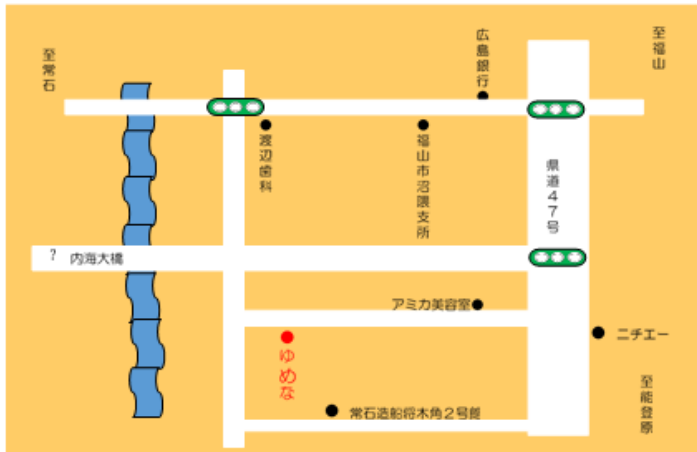 至常石
広島銀行
至福山
渡辺歯科
福山市沼隈支所
県道47号
? 内海大橋
アミカ美容室
ニチエー
ゆめな
常石造船将木角2号館
至能登原